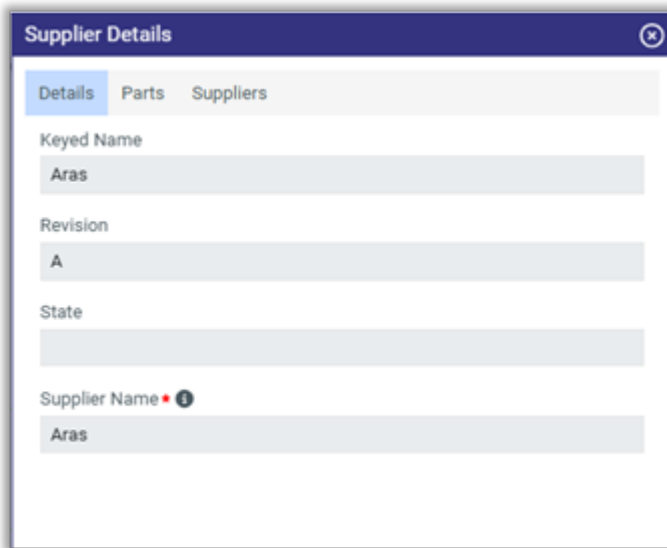 Supplier Details
Details Parts Suppliers
Keyed Name
Aras
Revision
A
State
Supplier Name *
Aras